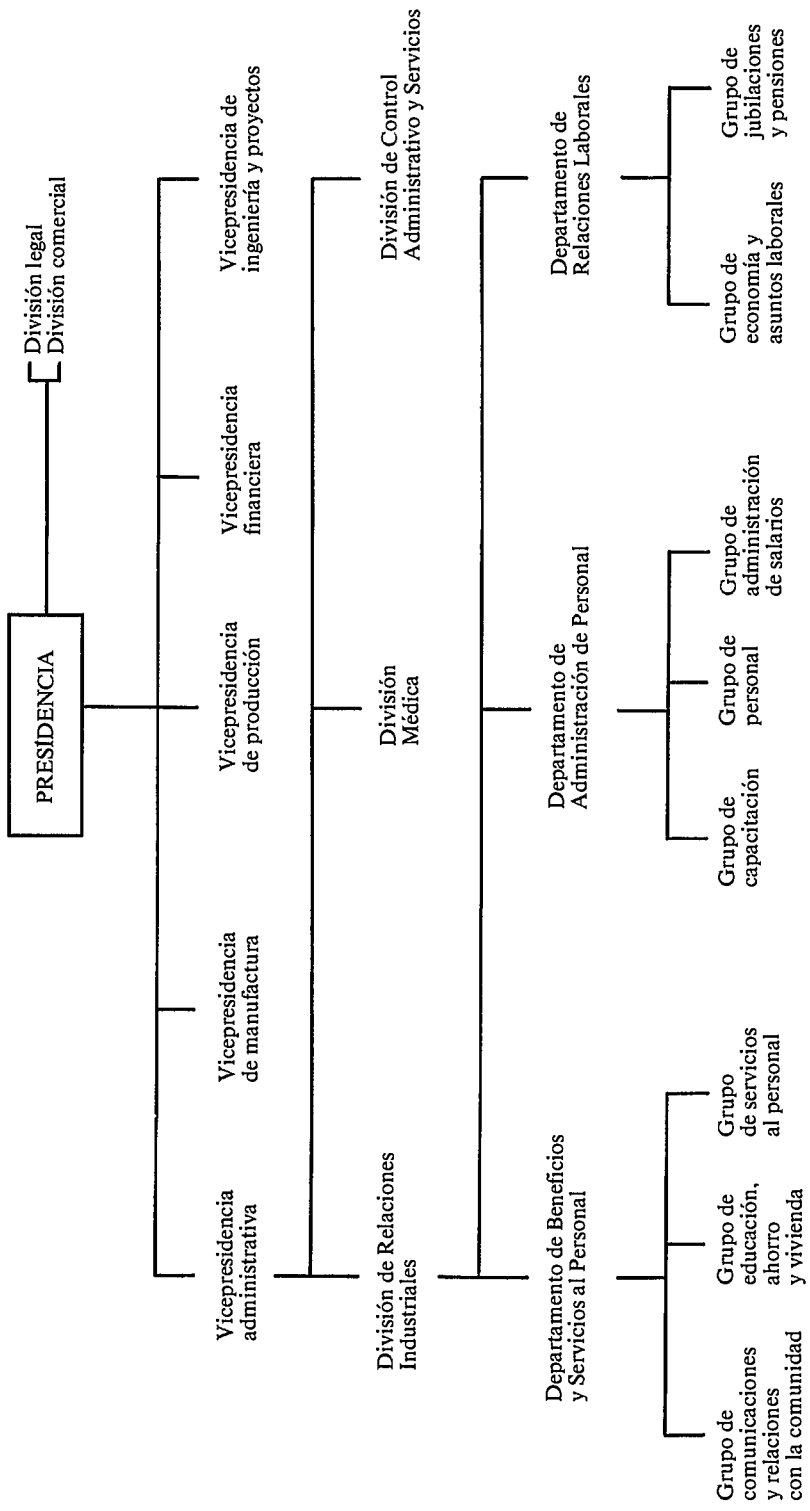 PRESIDENCIA
División legal
División comercial
Vicepresidencia
administrativa
Vicepresidencia
de manufactura
Vicepresidencia
de producción
Vicepresidencia
financiera
Vicepresidencia de
ingeniería y proyectos
División de Relaciones
Industriales
División
Médica
División de Control
Administrativo y Servicios
Departamento de Beneficios
y Servicios al Personal
Departamento de
Administración de Personal
Departamento de
Relaciones Laborales
Grupo de
comunicaciones
y relaciones
con la comunidad
Grupo de
educación,
ahorro
y vivienda
Grupo
de servicios
al personal
Grupo de
capacitación
Grupo de
personal
Grupo de
administración
de salarios
Grupo de
economía y
asuntos laborales
Grupo de
jubilaciones
y pensiones